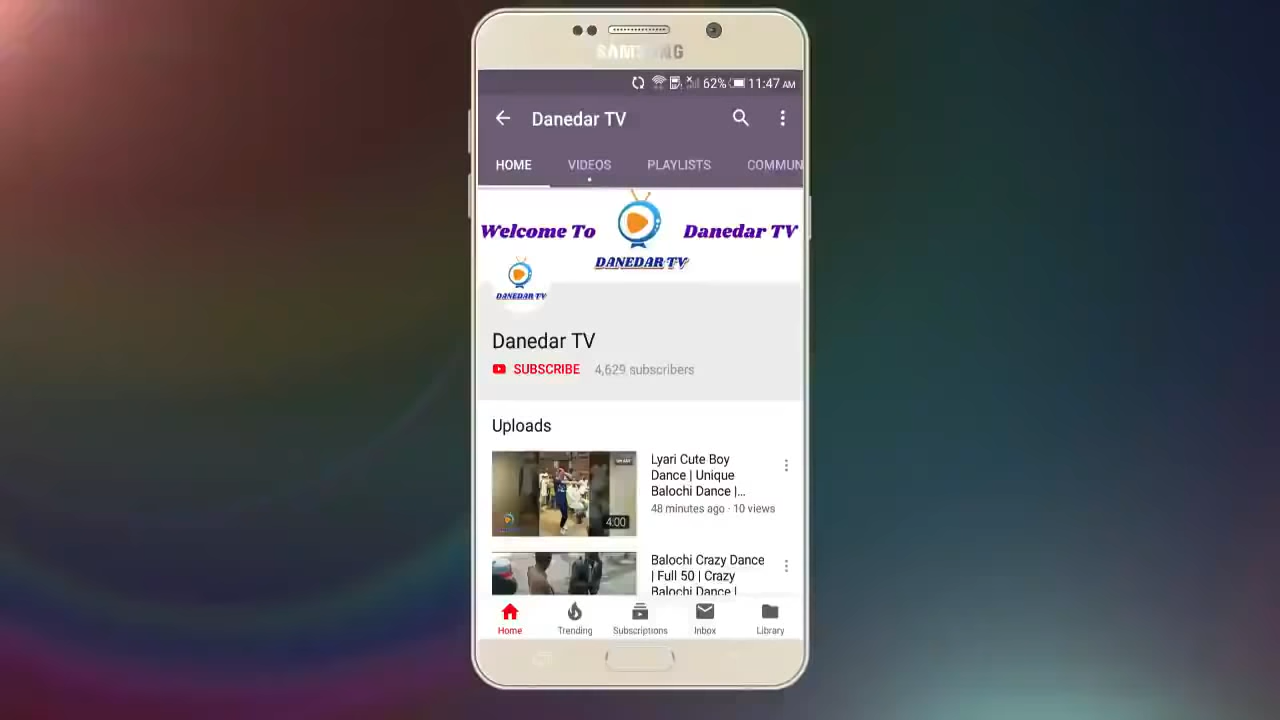 SAMSUNG
62% 11:47 AM
Danedar TV
HOME VIDEOS PLAYLISTS COMMUN
Welcome To Danedar TV
DANEDAR TV
DANEDAR TV
Danedar TV
SUBSCRIBE 4,629 subscribers
Uploads
Lyari Cute Boy
Dance | Unique
Balochi Dance |...
48 minutes ago · 10 views
4:00
Balochi Crazy Dance
| Full 50 | Crazy
Balochi Dance |
Home Trending Subscriptions Inbox Library